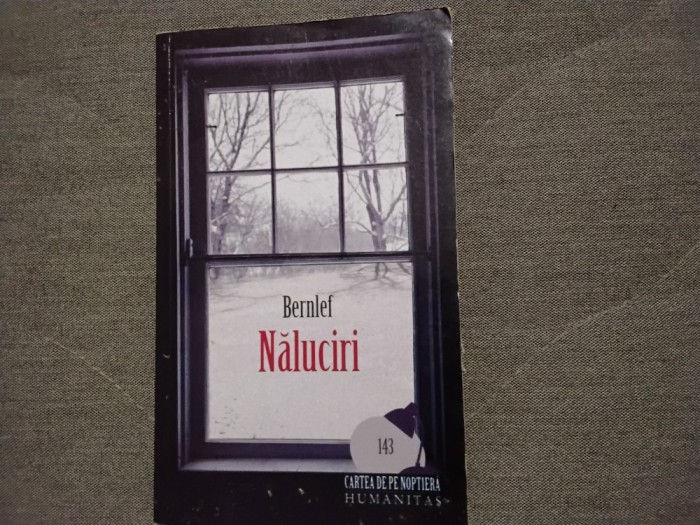 Bernlef
Năluciri
143
CARTEA DE PE NOPTIERĂ
HUMANITAS